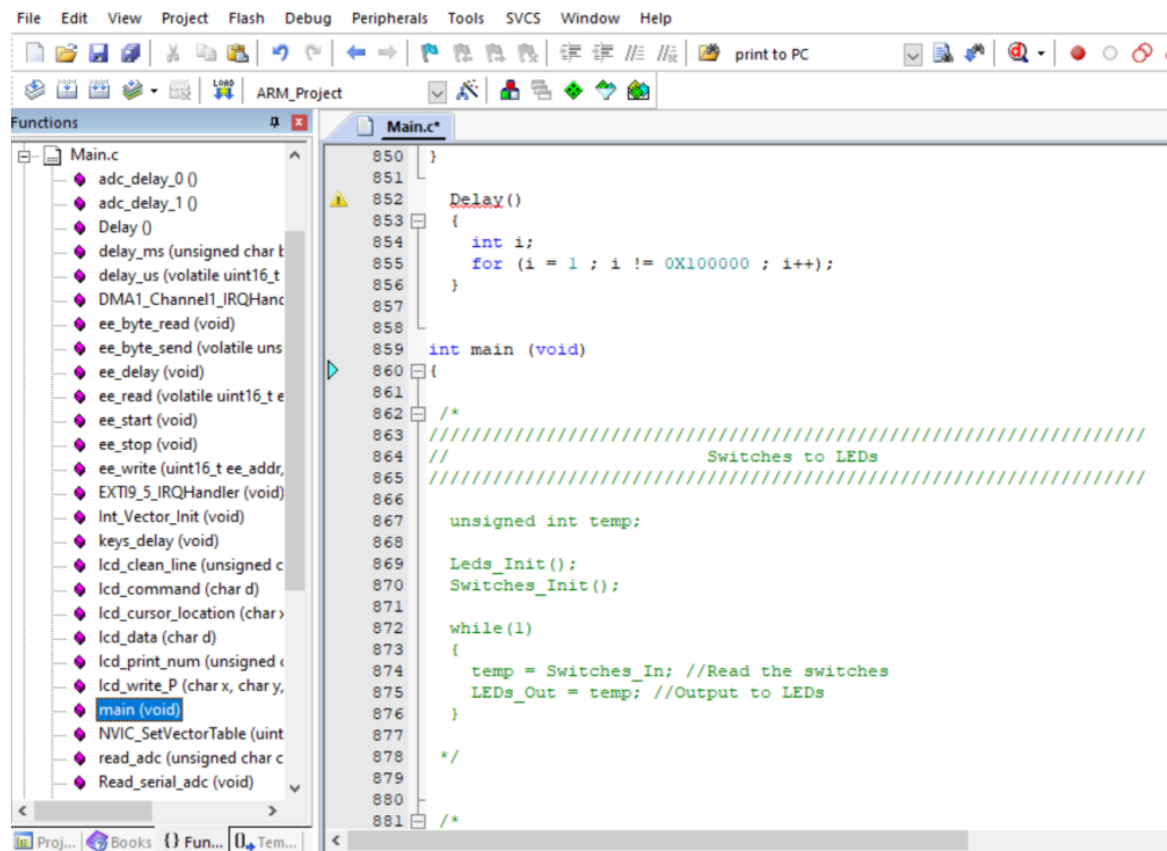 File Edit View Project Flash Debug Peripherals Tools SVCS Window Help
print to PC
LOAD ARM_Project
Functions
Main.c
adc_delay_0 ()
adc_delay_1 ()
Delay ()
delay_ms (unsigned char
delay_us (volatile uint16_t
DMA1_Channel1_IRQHand
ee_byte_read (void)
ee_byte_send (volatile uns
ee_delay (void)
ee_read (volatile uint16_t e
ee_start (void)
ee_stop (void)
ee_write (uint16_t ee_addr,
EXTI9_5_IRQHandler (void)
Int_Vector_Init (void)
keys_delay (void)
lcd_clean_line (unsigned c
lcd_command (char d)
lcd_cursor_location (char x
lcd_data (char d)
lcd_print_num (unsigned
lcd_write_P (char x, char y,
main (void)
NVIC_SetVectorTable (uint
read_adc (unsigned char c
Read_serial_adc (void)
Proj... Books {} Fun... 0 Tem...
Main.c*
850 }
851
852 Delay()
853 {
854 int i;
855 for (i = 1 ; i != 0X100000 ; i++);
856 }
857
858
859 int main (void)
860 {
861
862 /*
863 ///////////////////////////////////////////////////////////////////
864 // Switches to LEDs
865 ///////////////////////////////////////////////////////////////////
866
867 unsigned int temp;
868
869 Leds_Init();
870 Switches_Init();
871
872 while(1)
873 {
874 temp = Switches_In; //Read the switches
875 LEDs_Out = temp; //Output to LEDs
876 }
877
878 */
879
880
881 /*